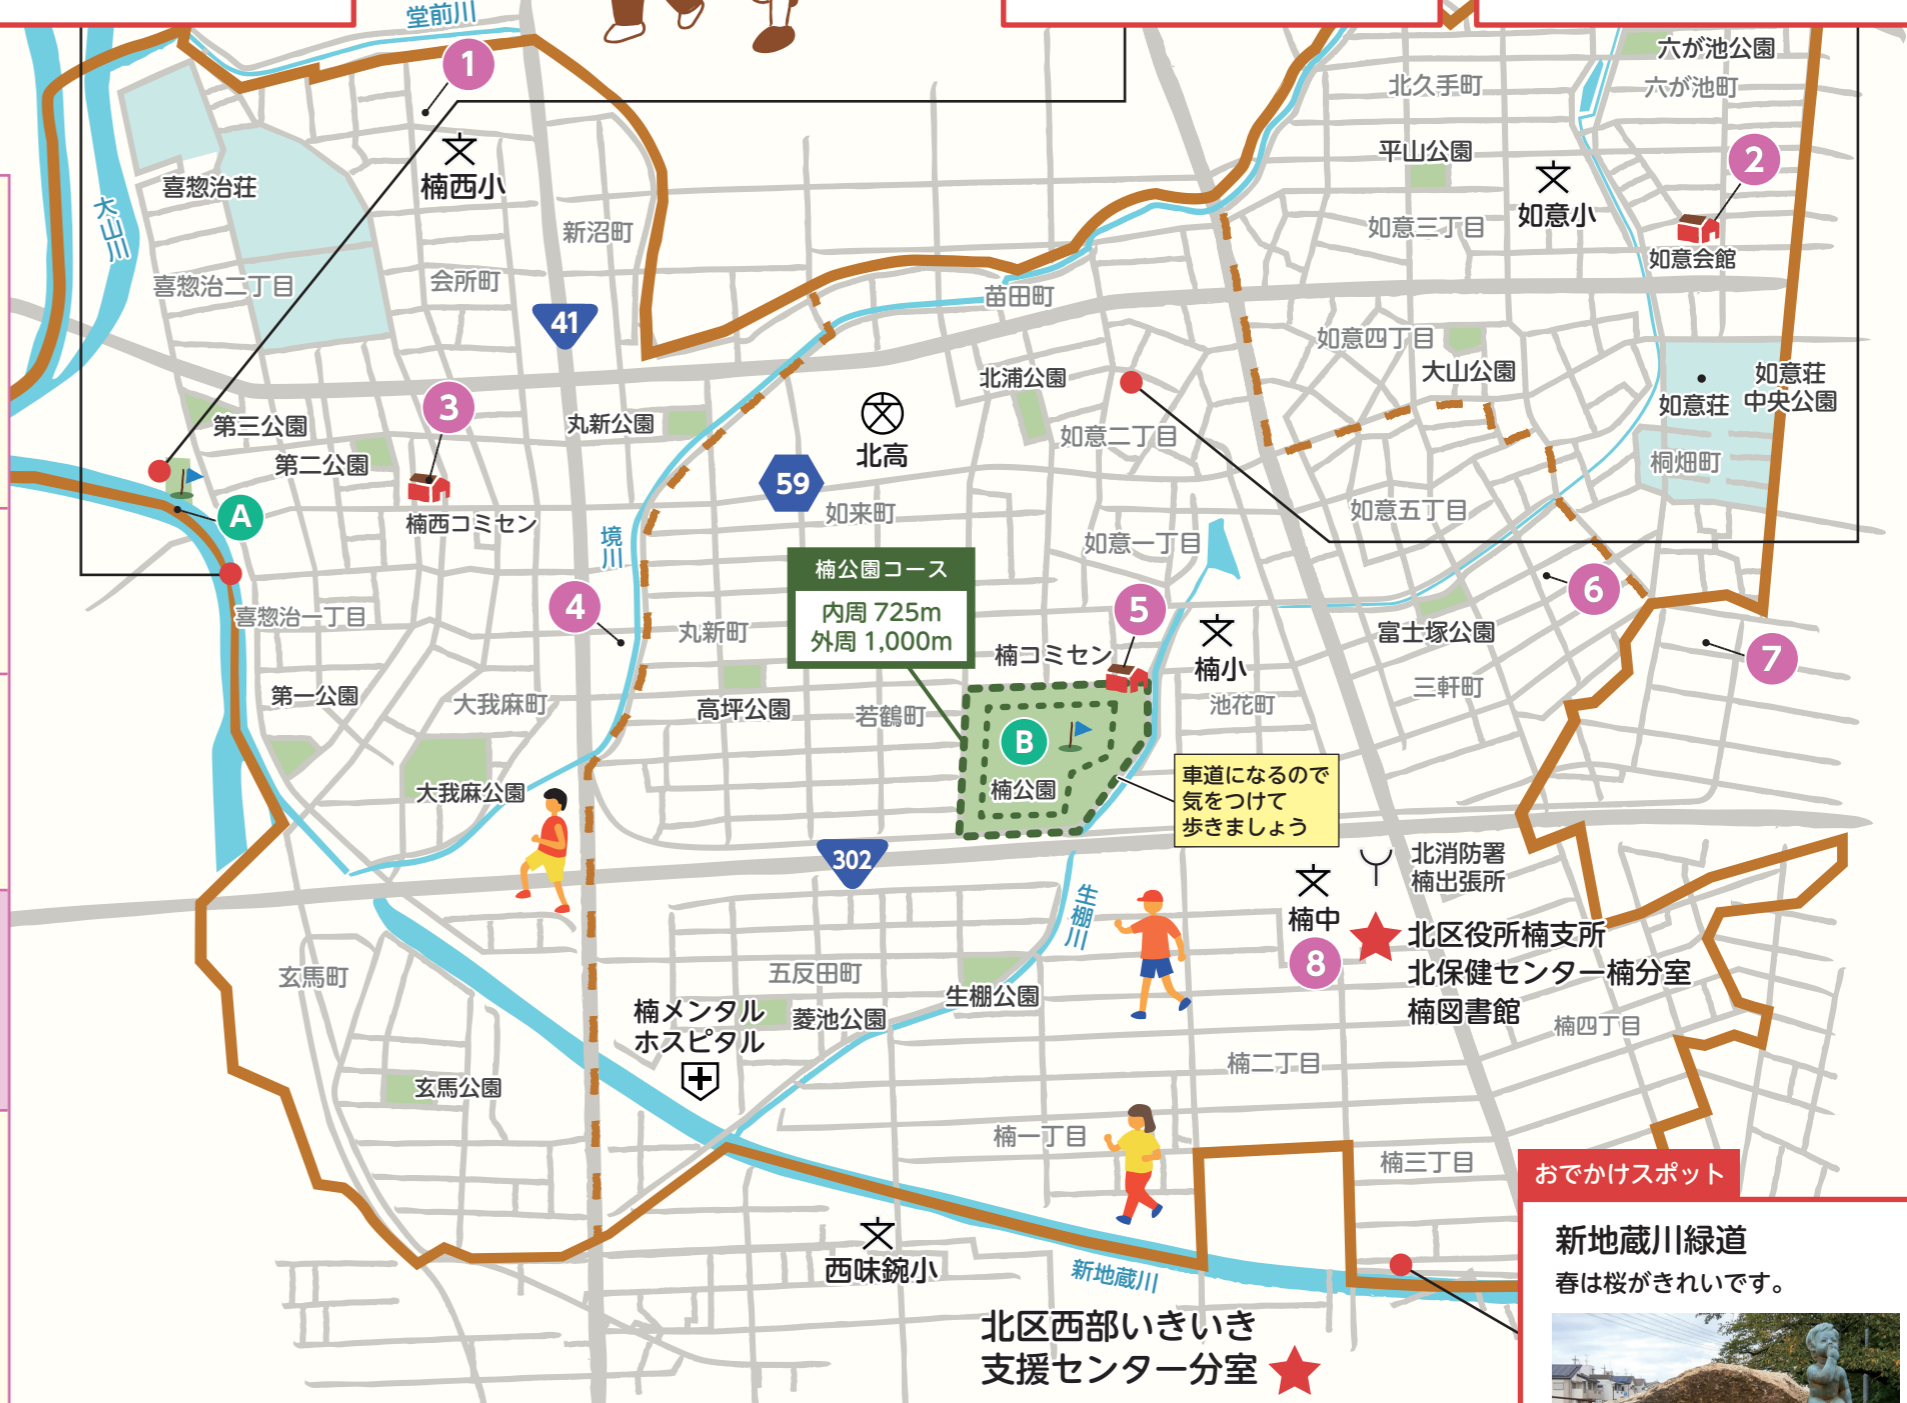 堂前川
1
六が池公園
北久手町
六が池町
楠西小
平山公園
2
喜惣治荘
大山川
新沼町
如意三丁目
如意小
如意会館
喜惣治二丁目
会所町
苗田町
41
如意四丁目
大山公園
北浦公園
如意荘
如意荘
中央公園
3
第三公園
丸新公園
北高
如意二丁目
第二公園
桐畑町
59
A
楠西コミセン
如来町
如意五丁目
境川
如意一丁目
楠公園コース
内周 725m
外周 1,000m
喜惣治一丁目
4
丸新町
5
6
富士塚公園
楠コミセン
楠小
7
第一公園
大我麻町
高坪公園
若鶴町
池花町
三軒町
B
楠公園
大我麻公園
車道になるので
気をつけて
歩きましょう
302
北消防署
楠出張所
生棚川
楠中
8
北区役所楠支所
北保健センター楠分室
楠図書館
玄馬町
五反田町
生棚公園
楠メンタル
ホスピタル
菱池公園
楠四丁目
楠二丁目
玄馬公園
楠一丁目
楠三丁目
おでかけスポット
新地蔵川緑道
春は桜がきれいです。
西味鋺小
新地蔵川
北区西部いきいき
支援センター分室